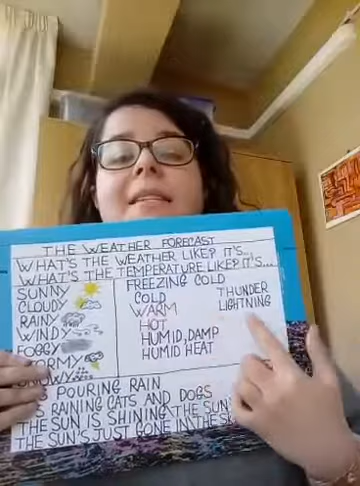 THE WEATHER FORECAST
WHAT'S THE WEATHER LIKE? IT'S...
WHAT'S THE TEMPERATURE LIKE? IT'S...
SUNNY
CLOUDY
RAINY
WINDY
FOGGY
STORMY
SNOWY
FREEZING COLD
COLD
WARM
HOT
HUMID, DAMP
HUMID HEAT
THUNDER
LIGHTNING
POURING RAIN
RAINING CATS AND DOGS
THE SUN IS SHINING THE SUN
THE SUN'S JUST GONE IN THE